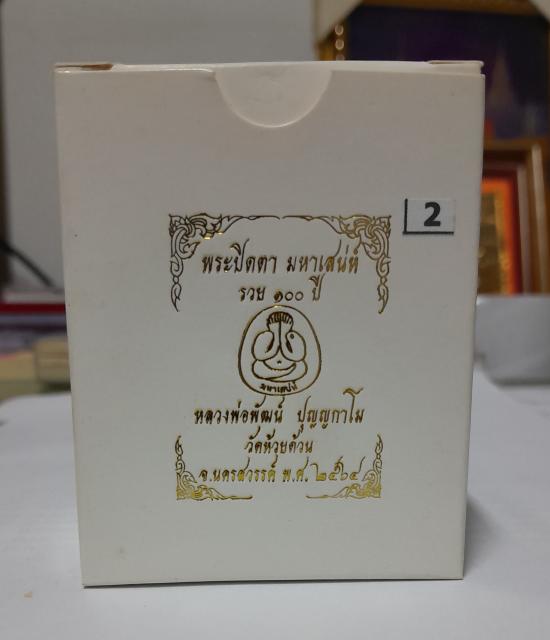 2
พระปิดตา มหาเสน่ห์
รวย ๑๐๐ ปี
มหาเสน่ห์
หลวงพ่อพัฒน์ ปุญญกาโม
วัดห้วยด้วน
จ.นครสวรรค์ พ.ศ. ๒๕๖๔